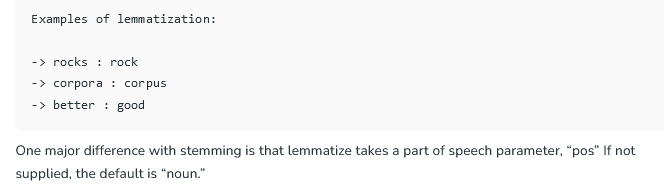 Examples of lemmatization:
-> rocks : rock
-> corpora : corpus
-> better : good
One major difference with stemming is that lemmatize takes a part of speech parameter, “pos” If not
supplied, the default is “noun.”